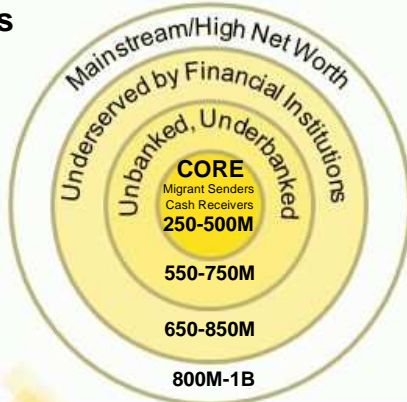 s
Mainstream/High Net Worth
Underserved by Financial Institutions
Unbanked, Underbanked
CORE
Migrant Senders
Cash Receivers
250-500M
550-750M
650-850M
800M-1B